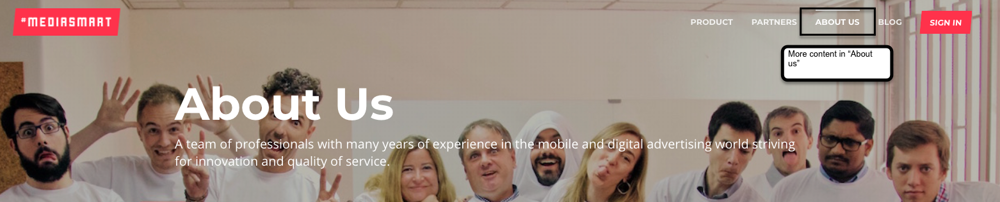 #MEDIASMART
PRODUCT PARTNERS ABOUT US BLOG SIGN IN
More content in “About
us”
About Us
A team of professionals with many years of experience in the mobile and digital advertising world striving
for innovation and quality of service.